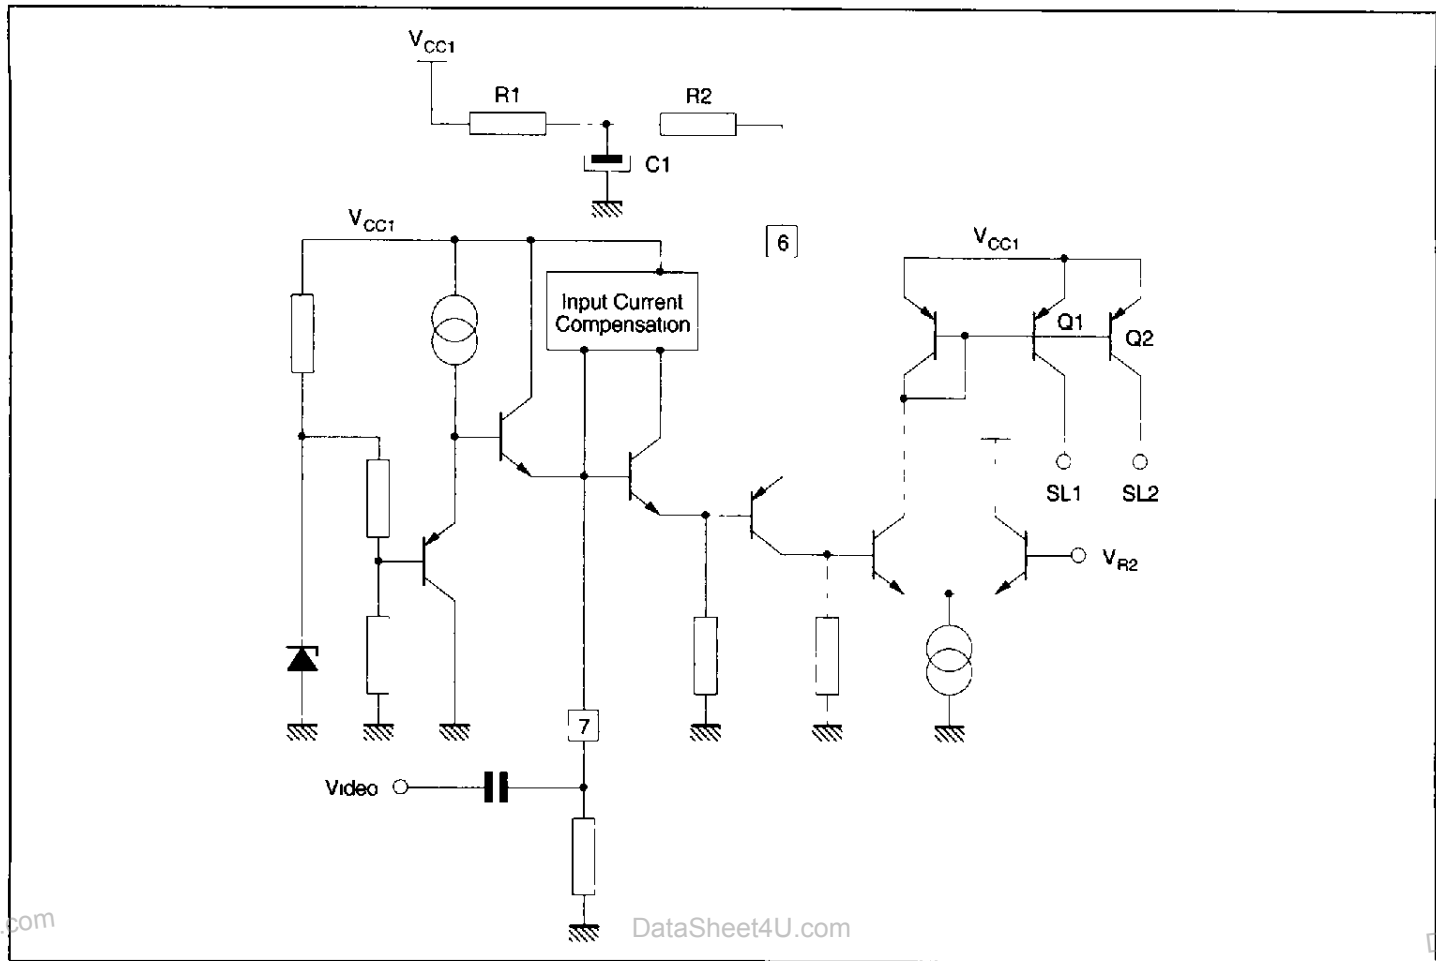 VCC1
R1
R2
C1
VCC1
6
VCC1
Input Current
Compensation
Q1
Q2
SL1
SL2
VR2
7
Video
.com
DataSheet4U.com